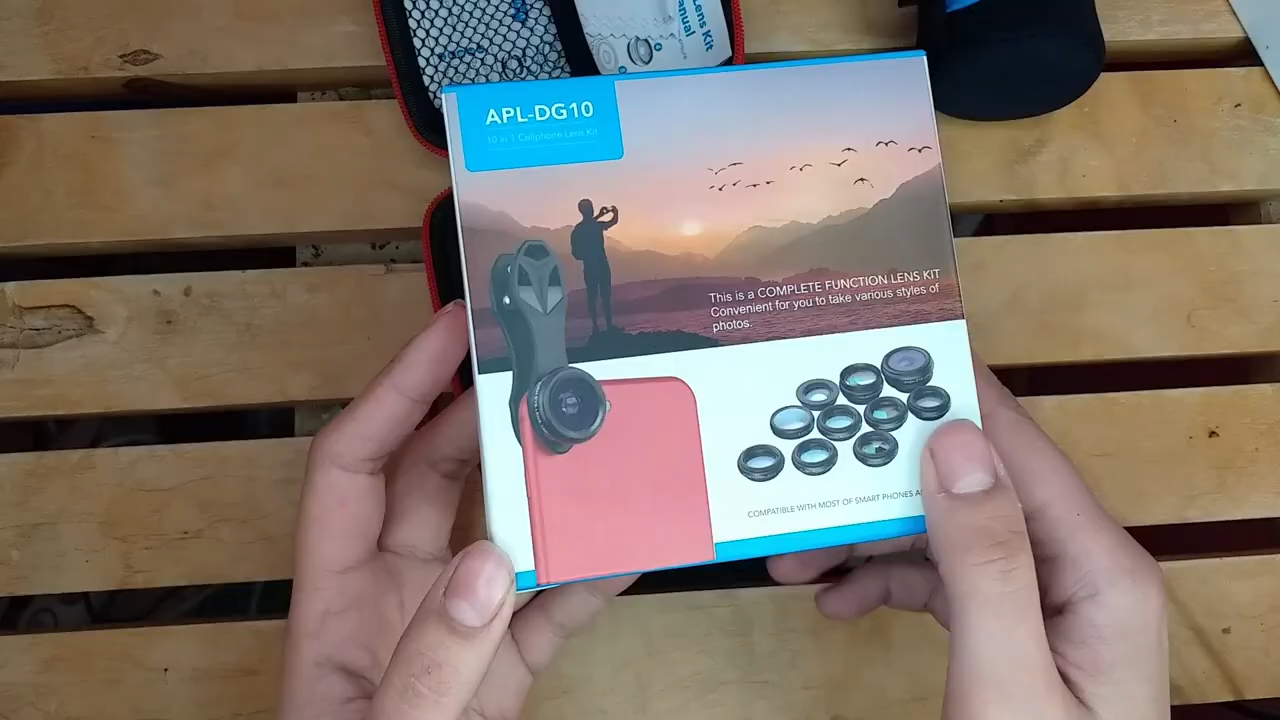 Lens Kit
anual
APL-DG10
10 in 1 Cellphone Lens Kit
This is a COMPLETE FUNCTION LENS KIT
Convenient for you to take various styles of
photos.
COMPATIBLE WITH MOST OF SMART PHONES A